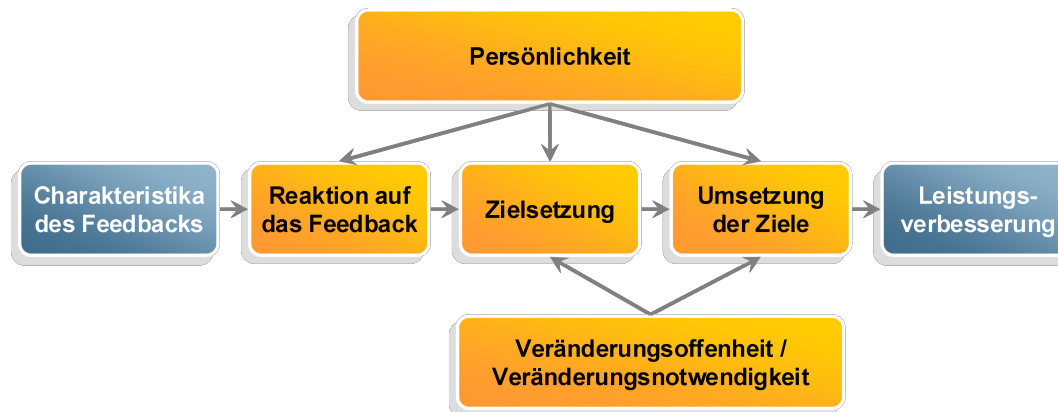 Persönlichkeit
Charakteristika
des Feedbacks
Reaktion auf
das Feedback
Zielsetzung
Umsetzung
der Ziele
Leistungs-
verbesserung
Veränderungsoffenheit /
Veränderungsnotwendigkeit